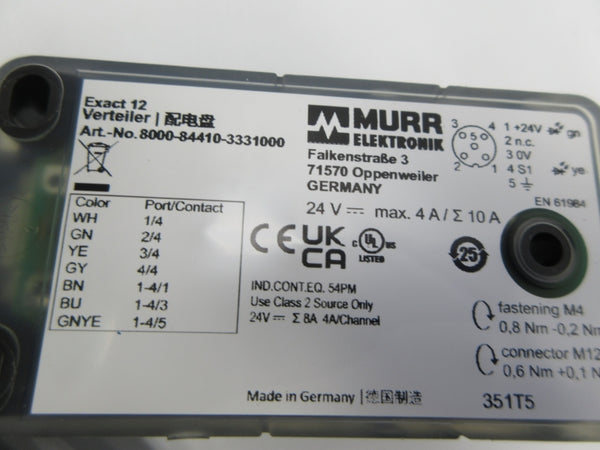 Exact 12
Verteiler | 配电盘
Art.-No. 8000-84410-3331000
MURR
ELEKTRONIK
Falkenstraße 3
71570 Oppenweiler
GERMANY
3 4
5
2 1
1 +24V gn
2 n.c.
3 0V ye
4 S1
5
EN 61984
24 V max. 4 A / Σ 10 A
Color Port/Contact
WH 1/4
GN 2/4
YE 3/4
GY 4/4
BN 1-4/1
BU 1-4/3
GNYE 1-4/5
CE UK CA c UL us LISTED
25
IND.CONT.EQ. 54PM
Use Class 2 Source Only
24V Σ 8A 4A/Channel
fastening M4
0,8 Nm -0,2 Nm
connector M12
0,6 Nm +0,1 N
Made in Germany | 德国制造
351T5